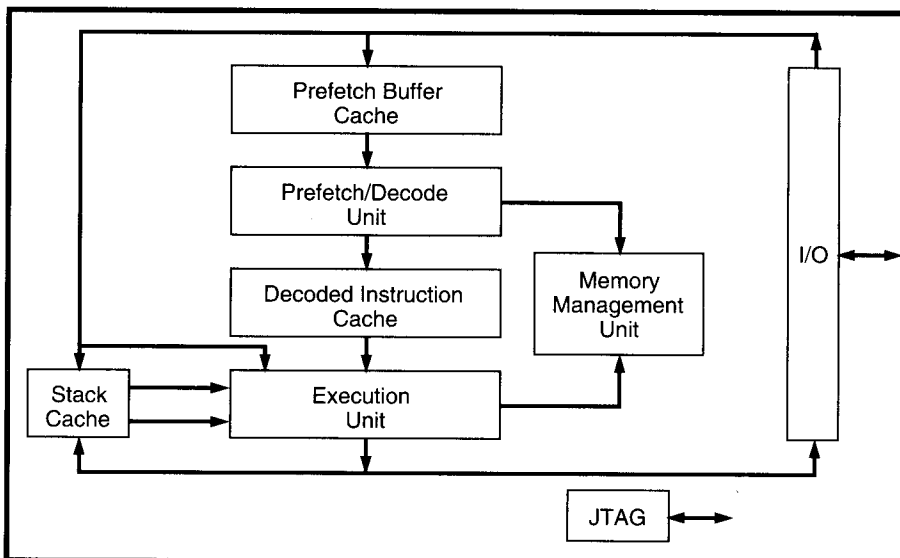 Prefetch Buffer
Cache
Prefetch/Decode
Unit
Decoded Instruction
Cache
Memory
Management
Unit
I/O
Stack
Cache
Execution
Unit
JTAG